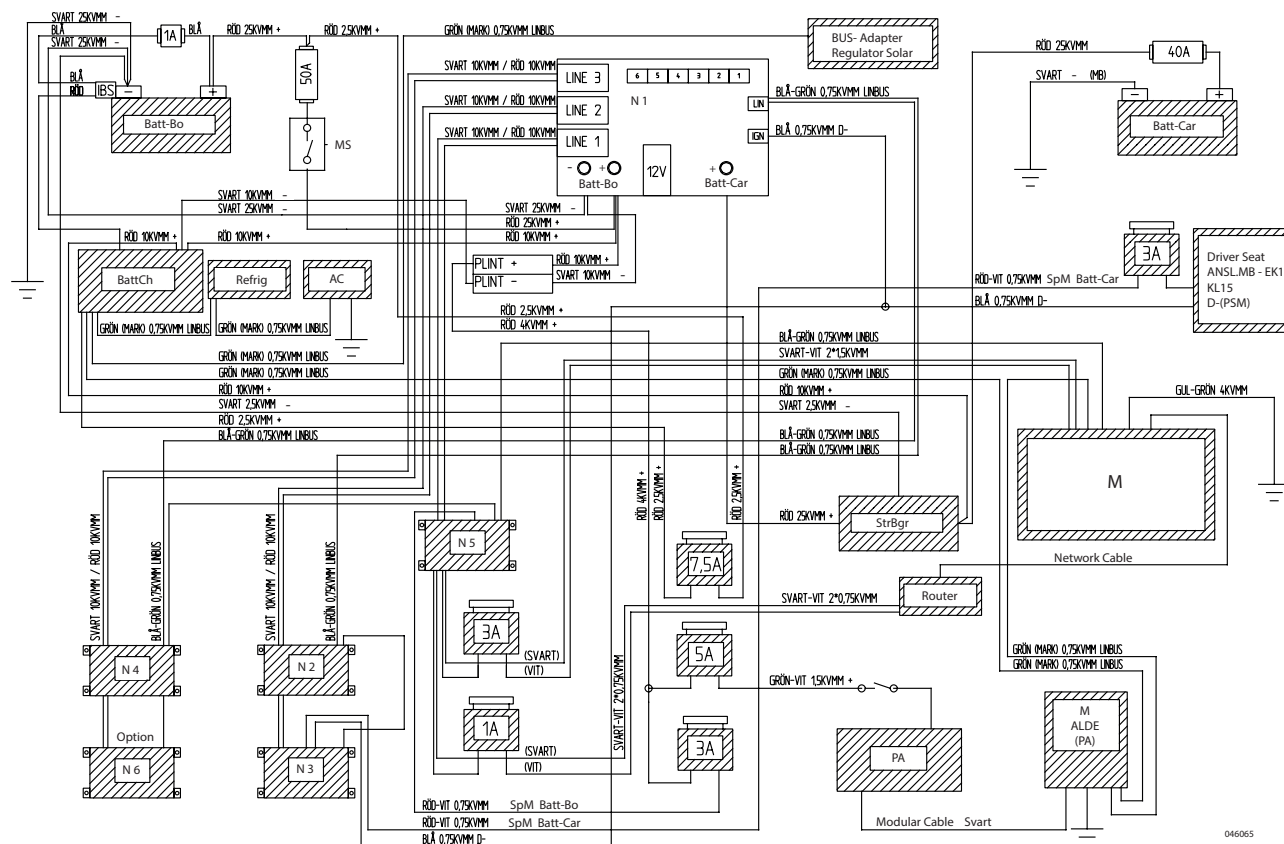 SVART 25KVMM -
BLÅ
SVART 25KVMM -
1A
BLÅ
RÖD 25KVMM +
RÖD 2,5KVMM +
GRÖN (MARK) 0,75KVMM LINBUS
BUS- Adapter
Regulator Solar
RÖD 25KVMM
40A
SVART - (MB)
- +
Batt-Car
BLÅ
RÖD
IBS
- +
Batt-Bo
50A
MS
SVART 10KVMM / RÖD 10KVMM
SVART 10KVMM / RÖD 10KVMM
SVART 10KVMM / RÖD 10KVMM
LINE 3
LINE 2
LINE 1
6 5 4 3 2 1
N 1
LIN
IGN
- +
Batt-Bo
12V
+
Batt-Car
BLÅ-GRÖN 0,75KVMM LINBUS
BLÅ 0,75KVMM D-
SVART 10KVMM -
SVART 25KVMM -
SVART 25KVMM -
RÖD 25KVMM +
RÖD 10KVMM +
RÖD 10KVMM +
RÖD 10KVMM +
BattCh
Refrig
AC
PLINT +
PLINT -
RÖD 10KVMM +
SVART 10KVMM -
3A
RÖD-VIT 0,75KVMM SpM Batt-Car
BLÅ 0,75KVMM D-
Driver Seat
ANSL.MB - EK1
KL15
D-(PSM)
GRÖN (MARK) 0,75KVMM LINBUS
GRÖN (MARK) 0,75KVMM LINBUS
RÖD 2,5KVMM +
RÖD 4KVMM +
GRÖN (MARK) 0,75KVMM LINBUS
GRÖN (MARK) 0,75KVMM LINBUS
RÖD 10KVMM +
SVART 2,5KVMM -
RÖD 2,5KVMM +
BLÅ-GRÖN 0,75KVMM LINBUS
BLÅ-GRÖN 0,75KVMM LINBUS
SVART-VIT 2*1,5KVMM
GRÖN (MARK) 0,75KVMM LINBUS
RÖD 10KVMM +
SVART 2,5KVMM -
BLÅ-GRÖN 0,75KVMM LINBUS
BLÅ-GRÖN 0,75KVMM LINBUS
GUL-GRÖN 4KVMM
M
RÖD 4KVMM +
RÖD 2,5KVMM +
RÖD 2,5KVMM +
RÖD 25KVMM +
StrBgr
Network Cable
Router
SVART-VIT 2*0,75KVMM
SVART 10KVMM / RÖD 10KVMM
BLÅ-GRÖN 0,75KVMM LINBUS
SVART 10KVMM / RÖD 10KVMM
BLÅ-GRÖN 0,75KVMM LINBUS
N 5
7,5A
3A
(SVART)
(VIT)
5A
SVART-VIT 2*0,75KVMM
GRÖN-VIT 1,5KVMM +
GRÖN (MARK) 0,75KVMM LINBUS
GRÖN (MARK) 0,75KVMM LINBUS
N 4
N 2
1A
(SVART)
(VIT)
3A
M
ALDE
(PA)
Option
N 6
N 3
PA
RÖD-VIT 0,75KVMM SpM Batt-Bo
RÖD-VIT 0,75KVMM SpM Batt-Car
BLÅ 0,75KVMM D-
Modular Cable Svart
046065